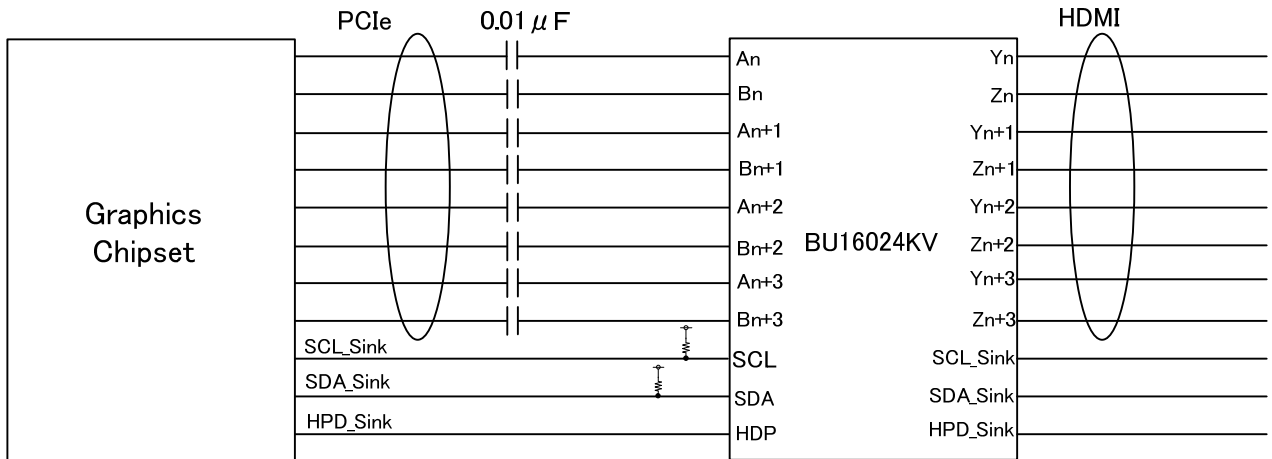 PCIe
0.01 μ F
HDMI
Graphics
Chipset
SCL_Sink
SDA_Sink
HPD_Sink
An
Bn
An+1
Bn+1
An+2
Bn+2
An+3
Bn+3
SCL
SDA
HDP
BU16024KV
Yn
Zn
Yn+1
Zn+1
Yn+2
Zn+2
Yn+3
Zn+3
SCL_Sink
SDA_Sink
HPD_Sink